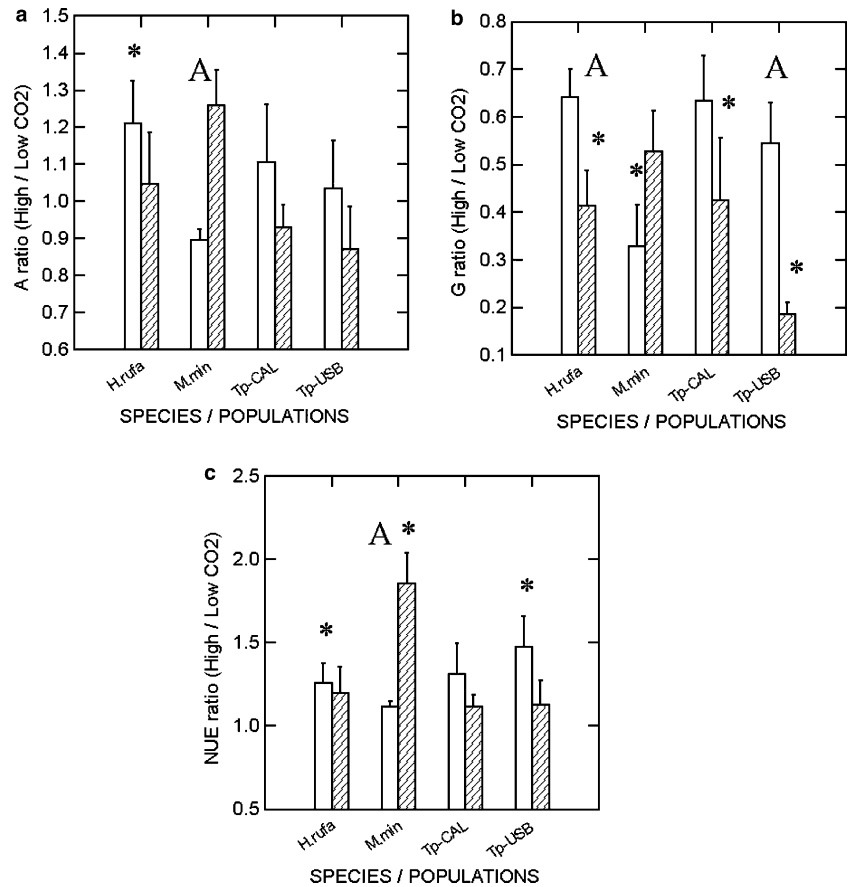 a
1.5
1.4
1.3
1.2
1.1
1.0
0.9
0.8
0.7
0.6
A ratio (High / Low CO2)
*
A
H.rufa
M.min
Tp-CAL
Tp-USB
SPECIES / POPULATIONS
b
0.8
0.7
0.6
0.5
0.4
0.3
0.2
0.1
G ratio (High / Low CO2)
A
*
*
*
A
*
H.rufa
M.min
Tp-CAL
Tp-USB
SPECIES / POPULATIONS
c
2.5
2.0
1.5
1.0
0.5
NUE ratio (High / Low CO2)
*
A
*
*
H.rufa
M.min
Tp-CAL
Tp-USB
SPECIES / POPULATIONS